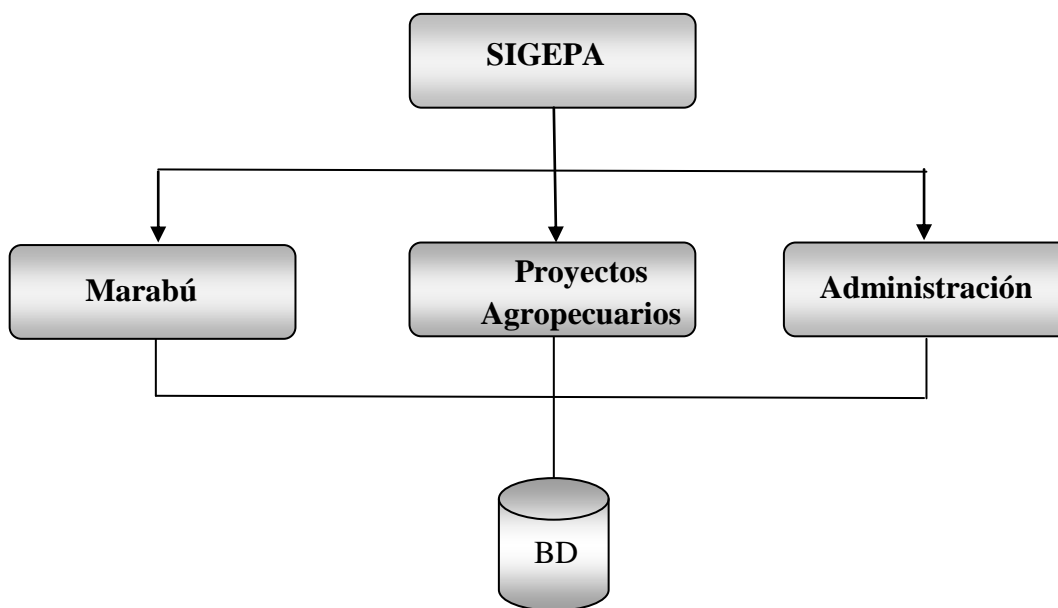 SIGEPA
Marabú
Proyectos
Agropecuarios
Administración
BD